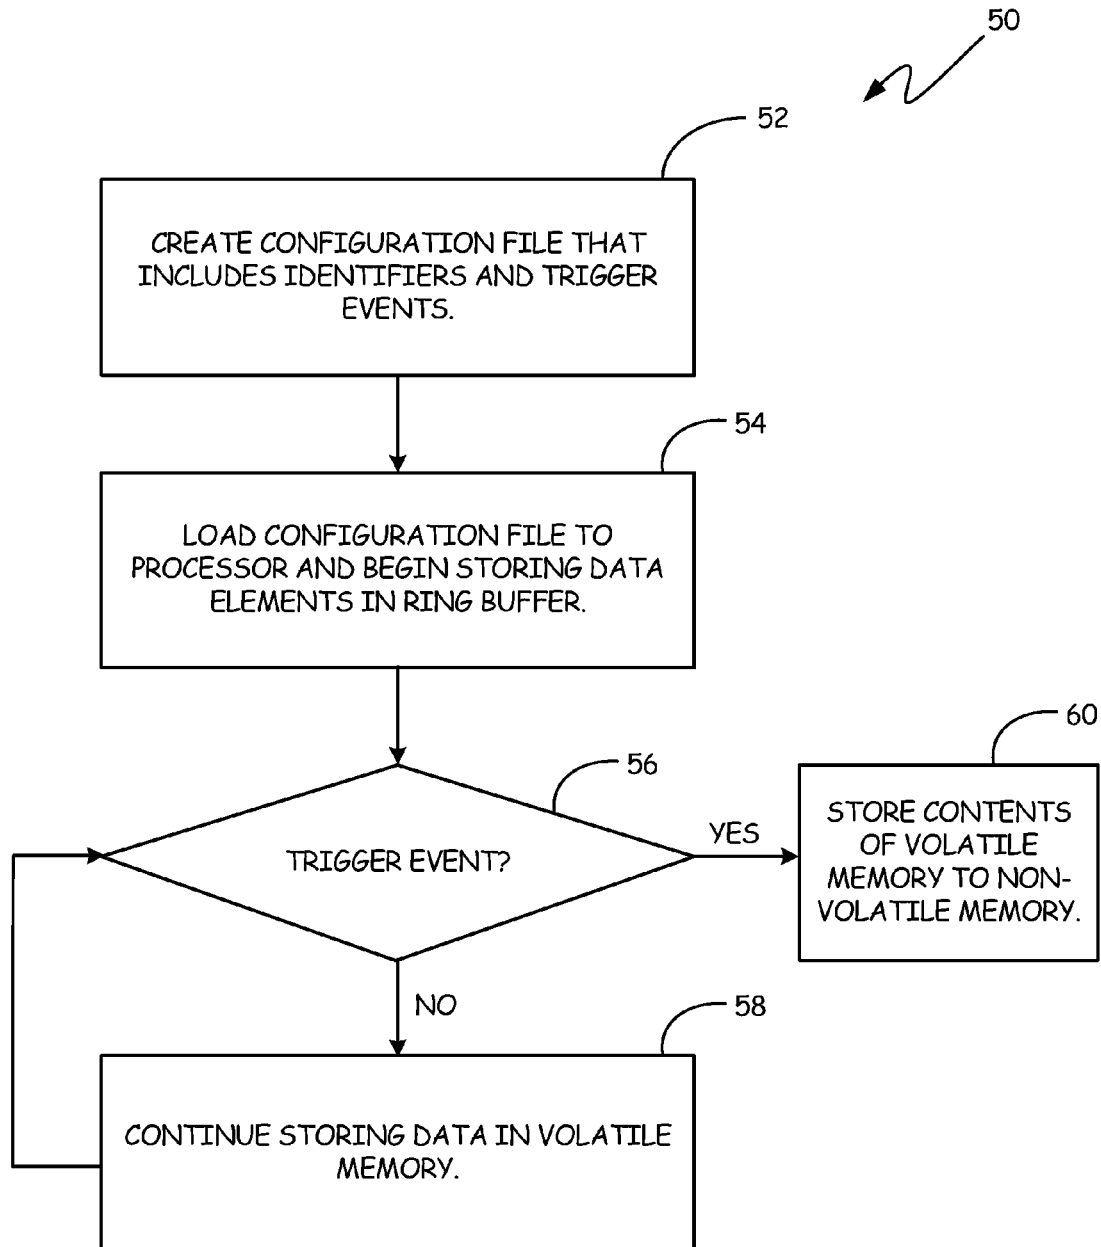 50
52
CREATE CONFIGURATION FILE THAT
INCLUDES IDENTIFIERS AND TRIGGER
EVENTS.
54
LOAD CONFIGURATION FILE TO
PROCESSOR AND BEGIN STORING DATA
ELEMENTS IN RING BUFFER.
56
TRIGGER EVENT?
YES
60
STORE CONTENTS
OF VOLATILE
MEMORY TO NON-
VOLATILE MEMORY.
NO
58
CONTINUE STORING DATA IN VOLATILE
MEMORY.